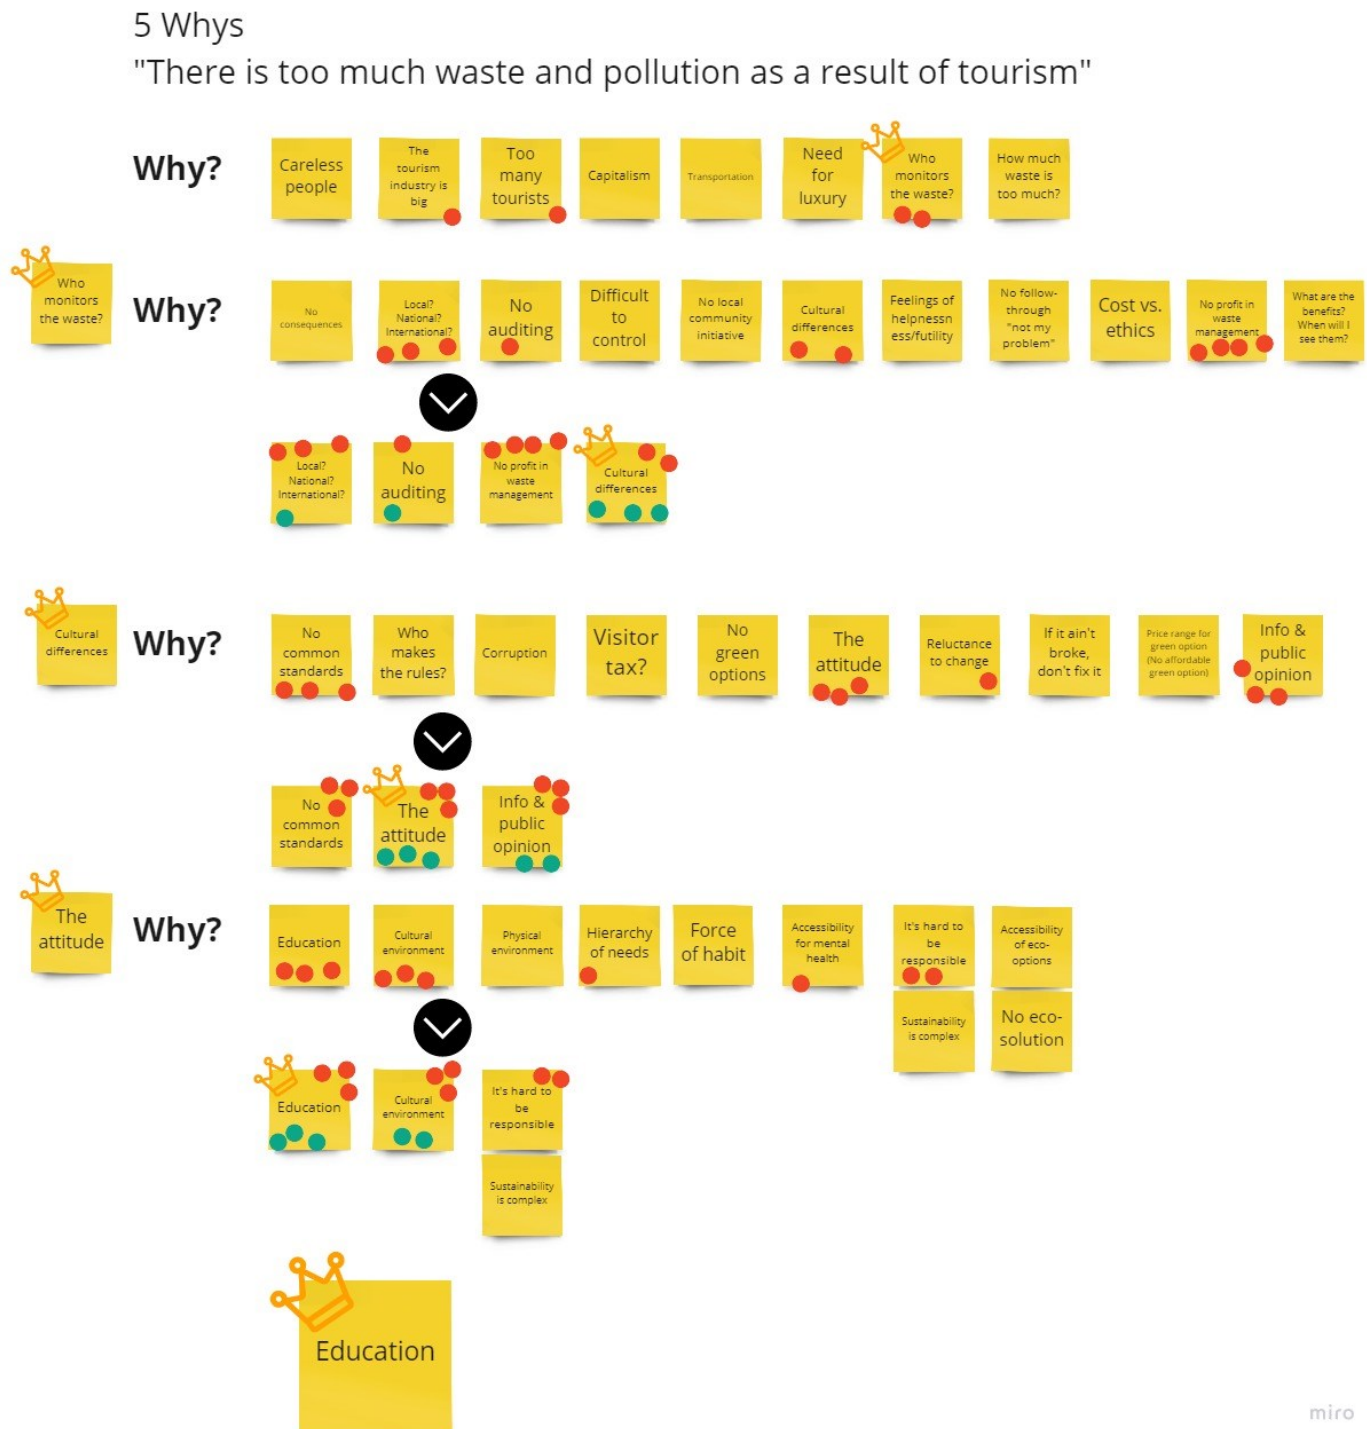 5 Whys
"There is too much waste and pollution as a result of tourism"
Why?
Careless
people
The
tourism
industry is
big
Too
many
tourists
Capitalism
Transportation
Need
for
luxury
Who
monitors
the waste?
How much
waste is
too much?
Who
monitors
the waste?
Why?
No
consequences
Local?
National?
International?
No
auditing
Difficult
to
control
No local
community
initiative
Cultural
differences
Feelings of
helpnessn
ess/futility
No follow-
through
"not my
problem"
Cost vs.
ethics
No profit in
waste
management
What are the
benefits?
When will I
see them?
Local?
National?
International?
No
auditing
No profit in
waste
management
Cultural
differences
Cultural
differences
Why?
No
common
standards
Who
makes
the rules?
Corruption
Visitor
tax?
No
green
options
The
attitude
Reluctance
to change
If it ain't
broke,
don't fix it
Price range for
green option
(No affordable
green option)
Info &
public
opinion
No
common
standards
The
attitude
Info &
public
opinion
The
attitude
Why?
Education
Cultural
environment
Physical
environment
Hierarchy
of needs
Force
of habit
Accessibility
for mental
health
It's hard to
be
responsible
Accessibility
of eco-
options
Sustainability
is complex
No eco-
solution
Education
Cultural
environment
It's hard to
be
responsible
Sustainability
is complex
Education
miro